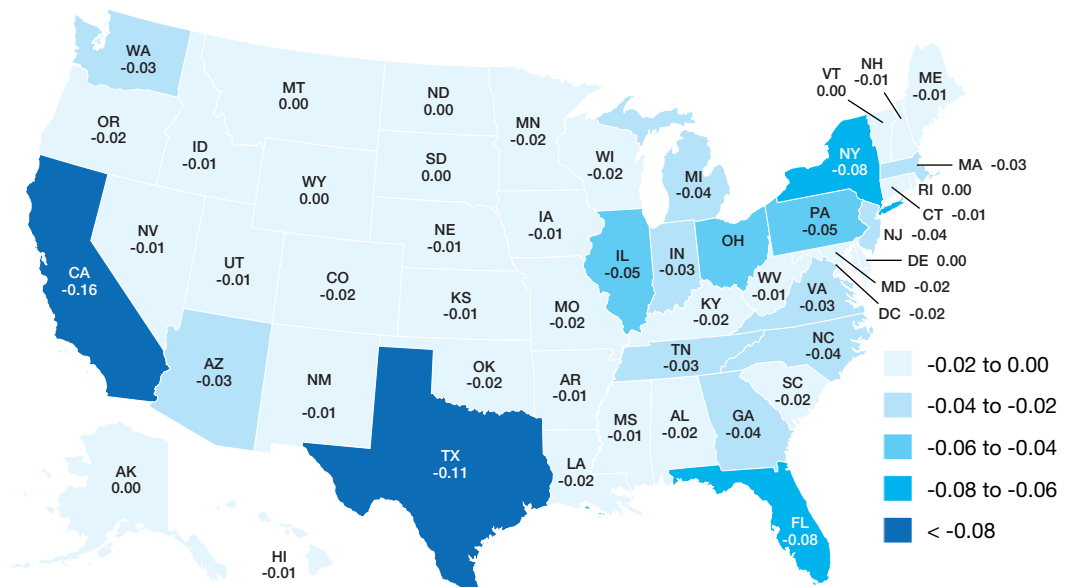 WA
-0.03
OR
-0.02
CA
-0.16
ID
-0.01
NV
-0.01
MT
0.00
WY
0.00
UT
-0.01
AZ
-0.03
CO
-0.02
NM
-0.01
ND
0.00
SD
0.00
NE
-0.01
KS
-0.01
OK
-0.02
TX
-0.11
MN
-0.02
IA
-0.01
MO
-0.02
AR
-0.01
LA
-0.02
WI
-0.02
IL
-0.05
MI
-0.04
IN
-0.03
OH
KY
-0.02
TN
-0.03
MS
-0.01
AL
-0.02
GA
-0.04
FL
-0.08
SC
-0.02
NC
-0.04
VA
-0.03
WV
-0.01
PA
-0.05
NY
-0.08
VT
0.00
NH
-0.01
ME
-0.01
MA -0.03
RI 0.00
CT -0.01
NJ -0.04
DE 0.00
MD -0.02
DC -0.02
AK
0.00
HI
-0.01
-0.02 to 0.00
-0.04 to -0.02
-0.06 to -0.04
-0.08 to -0.06
< -0.08